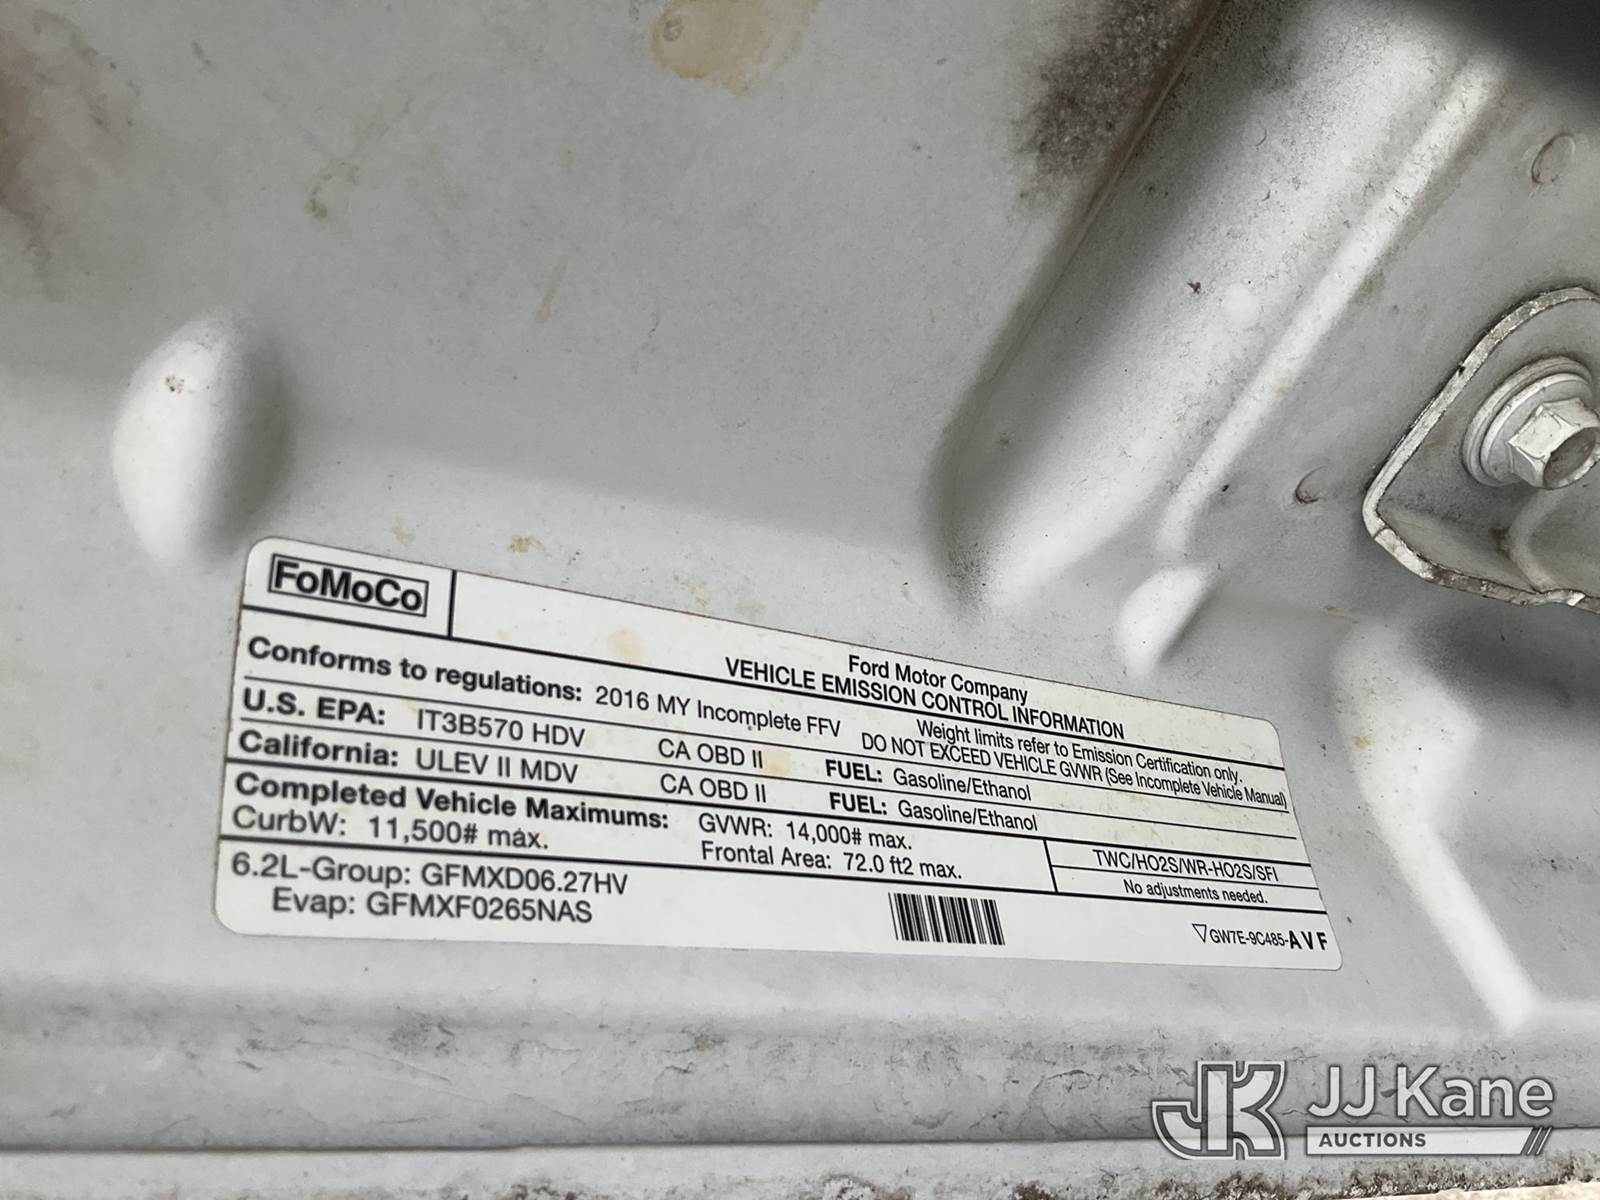 FoMoCo
Ford Motor Company
VEHICLE EMISSION CONTROL INFORMATION
Conforms to regulations: 2016 MY Incomplete FFV
Weight limits refer to Emission Certification only.
DO NOT EXCEED VEHICLE GVWR (See Incomplete Vehicle Manual)
U.S. EPA: IT3B570 HDV CA OBD II FUEL: Gasoline/Ethanol
California: ULEV II MDV CA OBD II FUEL: Gasoline/Ethanol
Completed Vehicle Maximums: GVWR: 14,000# max.
CurbW: 11,500# max. Frontal Area: 72.0 ft2 max.
TWC/HO2S/WR-HO2S/SFI
No adjustments needed.
6.2L-Group: GFMXD06.27HV
Evap: GFMXF0265NAS
GW7E-9C485-AVF
JK JJ Kane
AUCTIONS